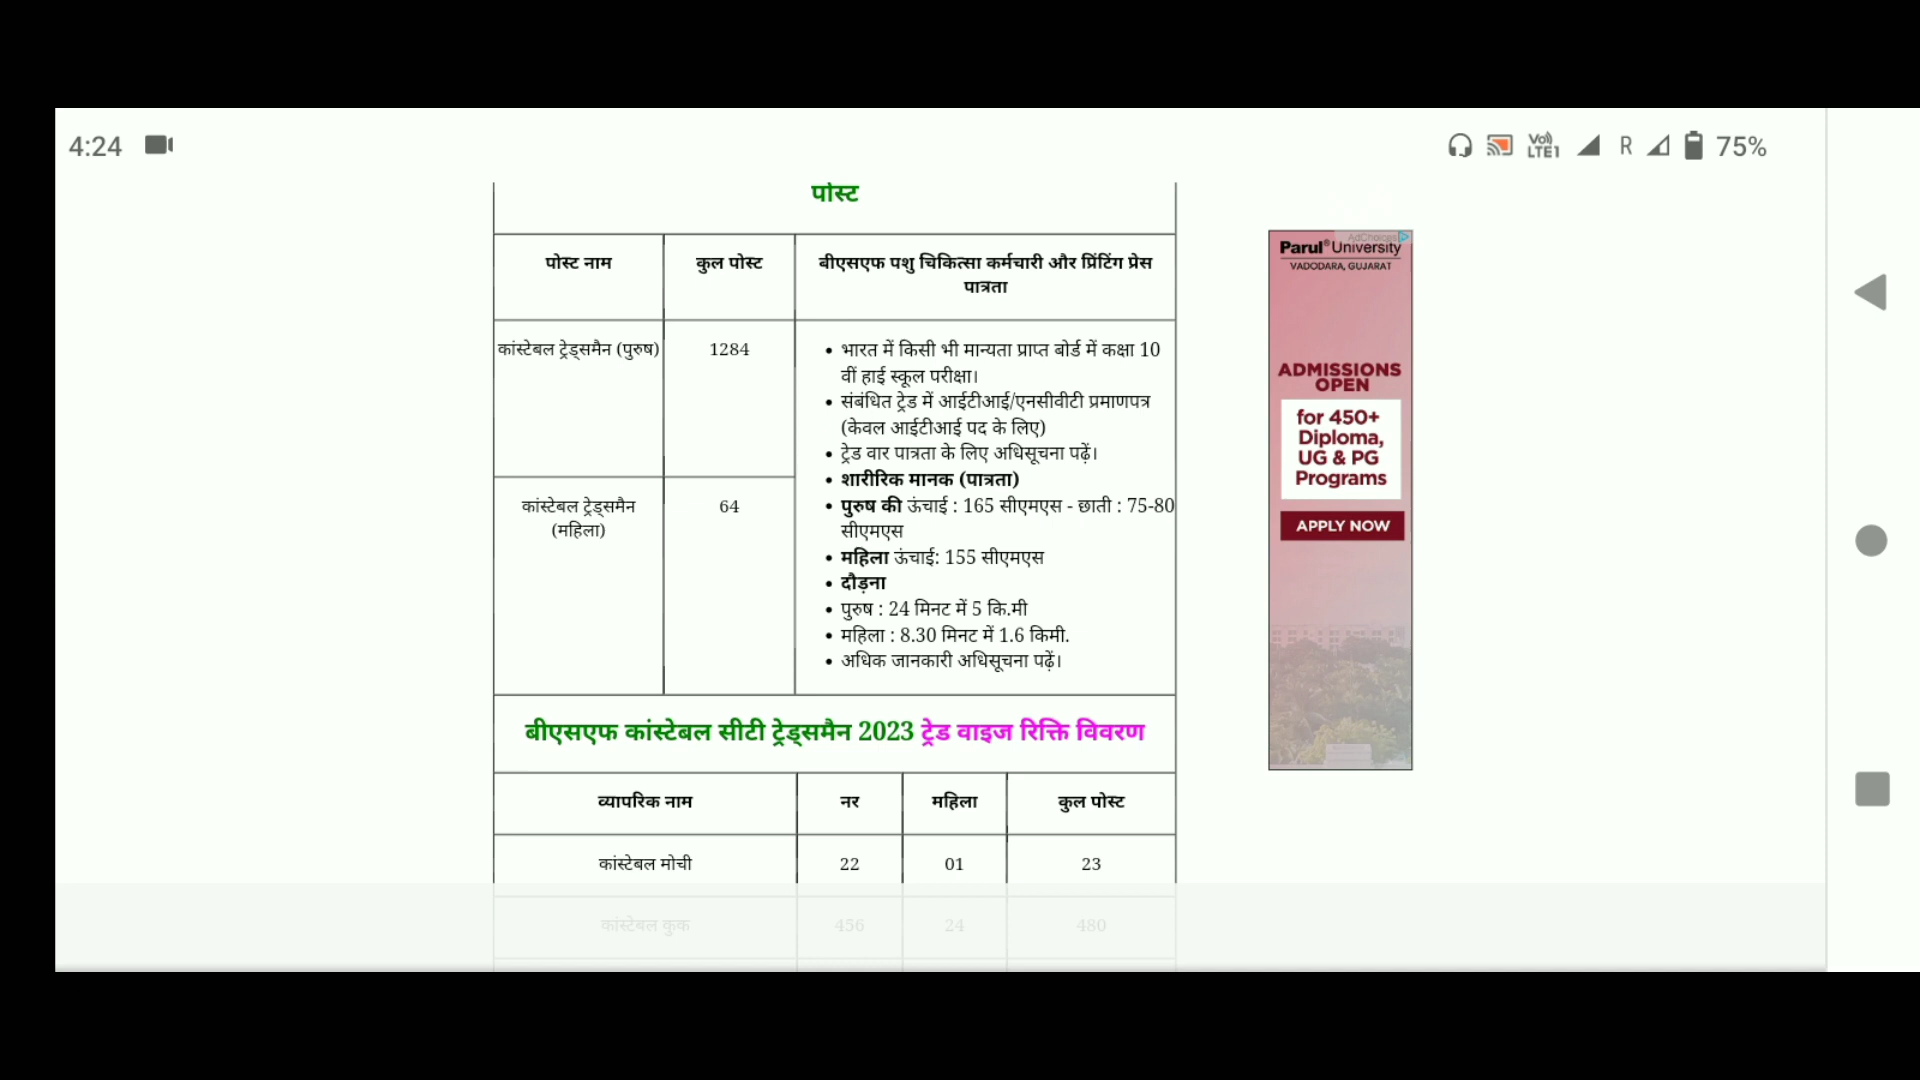 4:24
VoI)
LTE1
R
75%
पोस्ट
पोस्ट नाम
कुल पोस्ट
बीएसएफ पशु चिकित्सा कर्मचारी और प्रिंटिंग प्रेस
पात्रता
कांस्टेबल ट्रेड्समैन (पुरुष)
1284
भारत में किसी भी मान्यता प्राप्त बोर्ड में कक्षा 10
वीं हाई स्कूल परीक्षा।
संबंधित ट्रेड में आईटीआई/एनसीवीटी प्रमाणपत्र
(केवल आईटीआई पद के लिए)
ट्रेड वार पात्रता के लिए अधिसूचना पढ़ें।
शारीरिक मानक (पात्रता)
पुरुष की ऊंचाई : 165 सीएमएस - छाती : 75-80
सीएमएस
महिला ऊंचाई: 155 सीएमएस
दौड़ना
पुरुष : 24 मिनट में 5 कि.मी
महिला : 8.30 मिनट में 1.6 किमी.
अधिक जानकारी अधिसूचना पढ़ें।
कांस्टेबल ट्रेड्समैन
(महिला)
64
बीएसएफ कांस्टेबल सीटी ट्रेड्समैन 2023 ट्रेड वाइज रिक्ति विवरण
व्यापरिक नाम
नर
महिला
कुल पोस्ट
कांस्टेबल मोची
22
01
23
कांस्टेबल कुक
456
24
480
AdChoices
Parul® University
VADODARA, GUJARAT
ADMISSIONS
OPEN
for 450+
Diploma,
UG & PG
Programs
APPLY NOW